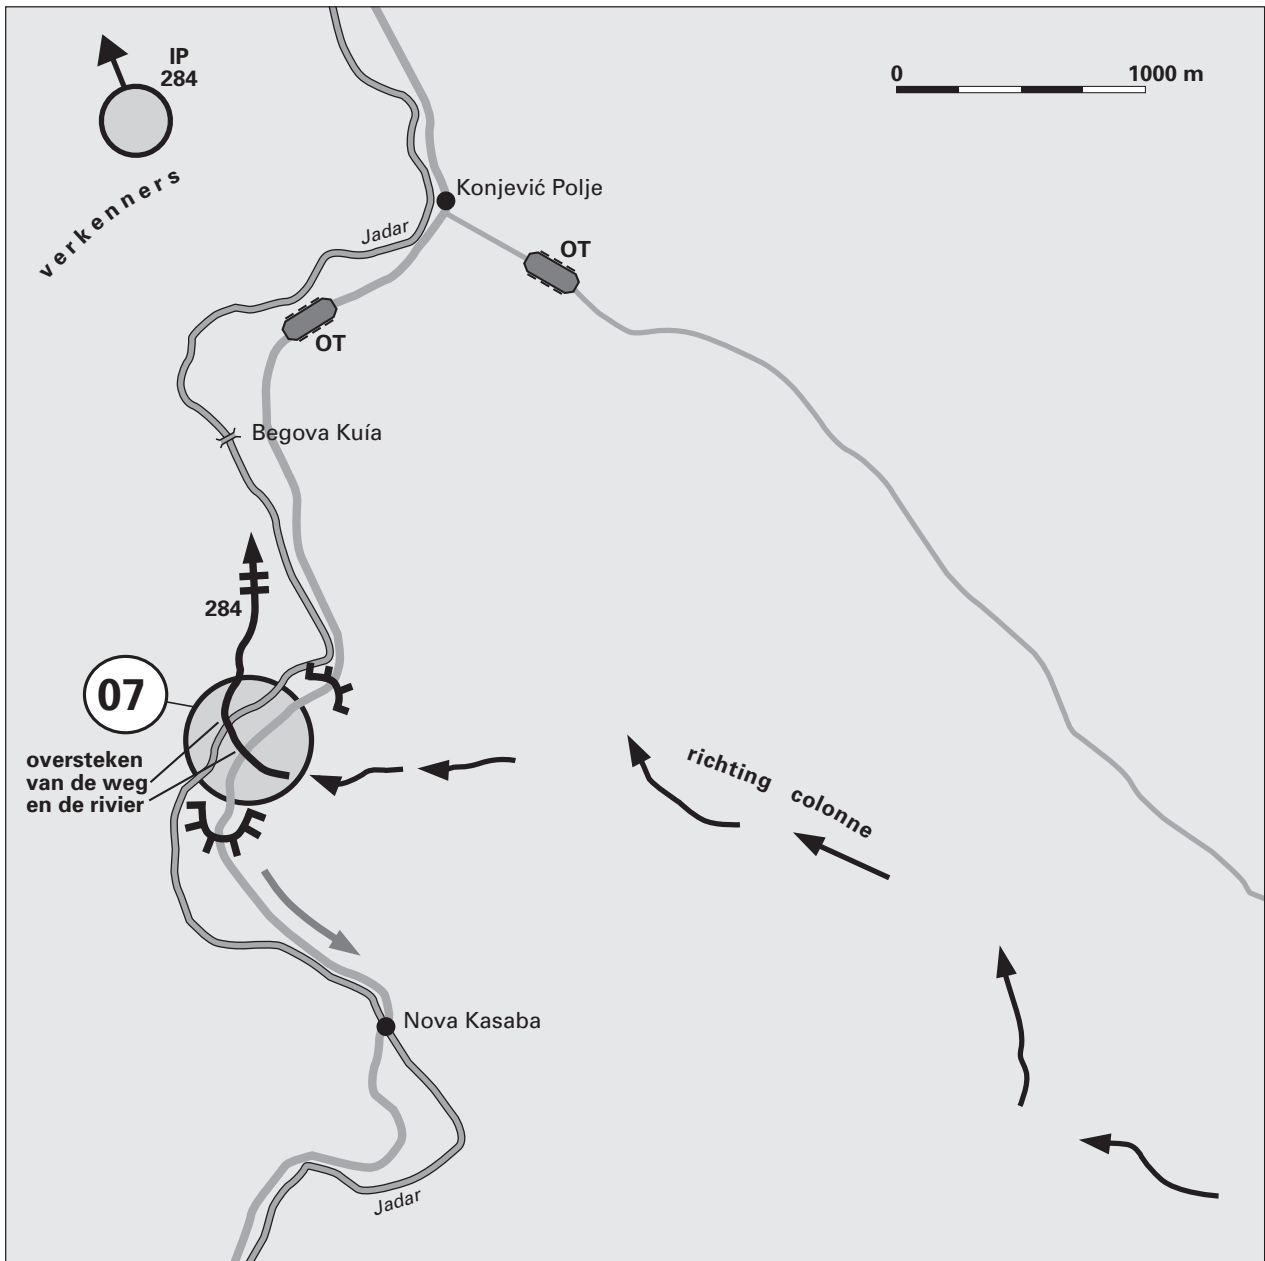 IP
284
0 1000 m
verkenners
Konjević Polje
Jadar
OT
OT
Begova Kuía
284
07
oversteken
van de weg
en de rivier
richting colonne
Nova Kasaba
Jadar